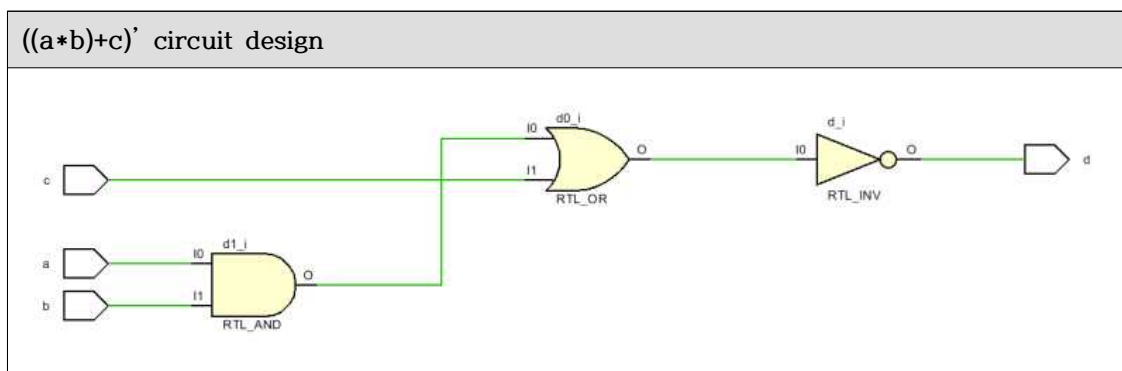 ((a*b)+c)’ circuit design
d0_i
I0
O
I1
RTL_OR
d_i
I0
O
RTL_INV
d
c
d1_i
a
I0
O
b
I1
RTL_AND